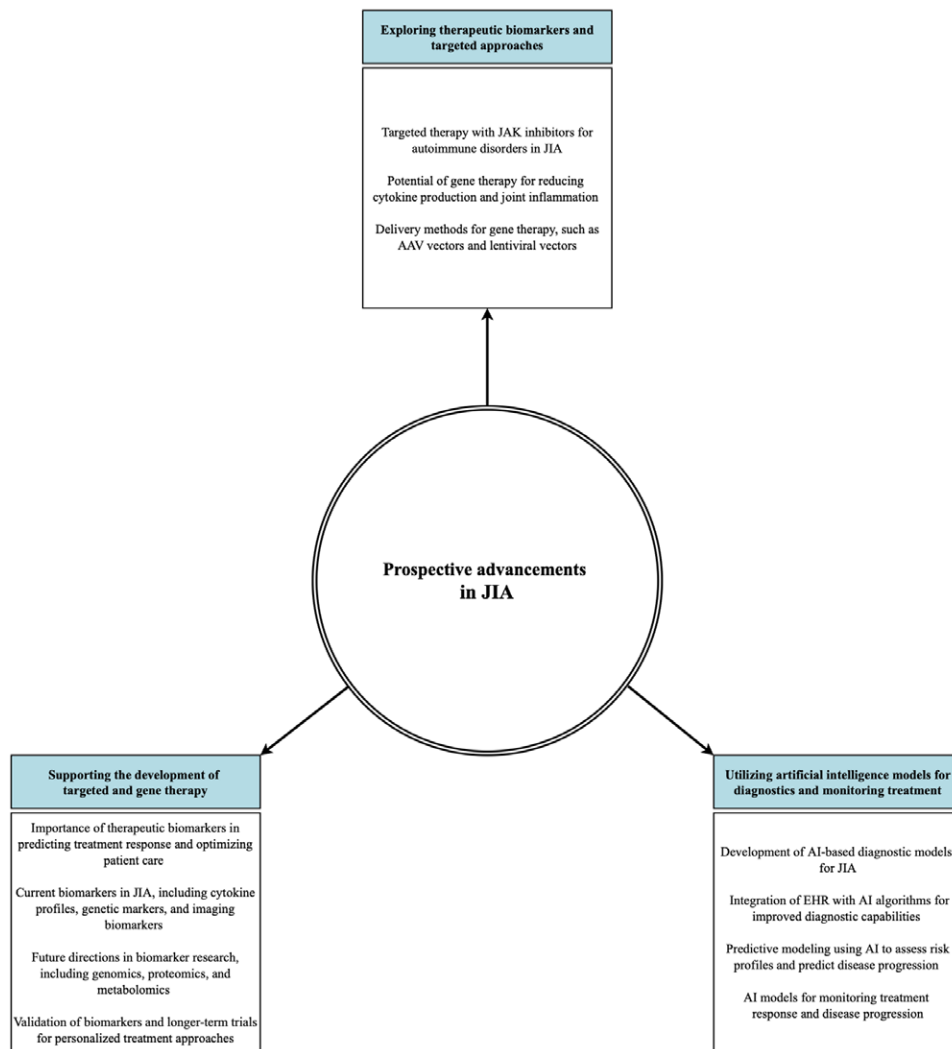 Exploring therapeutic biomarkers and
targeted approaches
Targeted therapy with JAK inhibitors for
autoimmune disorders in JIA
Potential of gene therapy for reducing
cytokine production and joint inflammation
Delivery methods for gene therapy, such as
AAV vectors and lentiviral vectors
Prospective advancements
in JIA
Supporting the development of
targeted and gene therapy
Importance of therapeutic biomarkers in
predicting treatment response and optimizing
patient care
Current biomarkers in JIA, including cytokine
profiles, genetic markers, and imaging
biomarkers
Future directions in biomarker research,
including genomics, proteomics, and
metabolomics
Validation of biomarkers and longer-term trials
for personalized treatment approaches
Utilizing artificial intelligence models for
diagnostics and monitoring treatment
Development of AI-based diagnostic models
for JIA
Integration of EHR with AI algorithms for
improved diagnostic capabilities
Predictive modeling using AI to assess risk
profiles and predict disease progression
AI models for monitoring treatment
response and disease progression